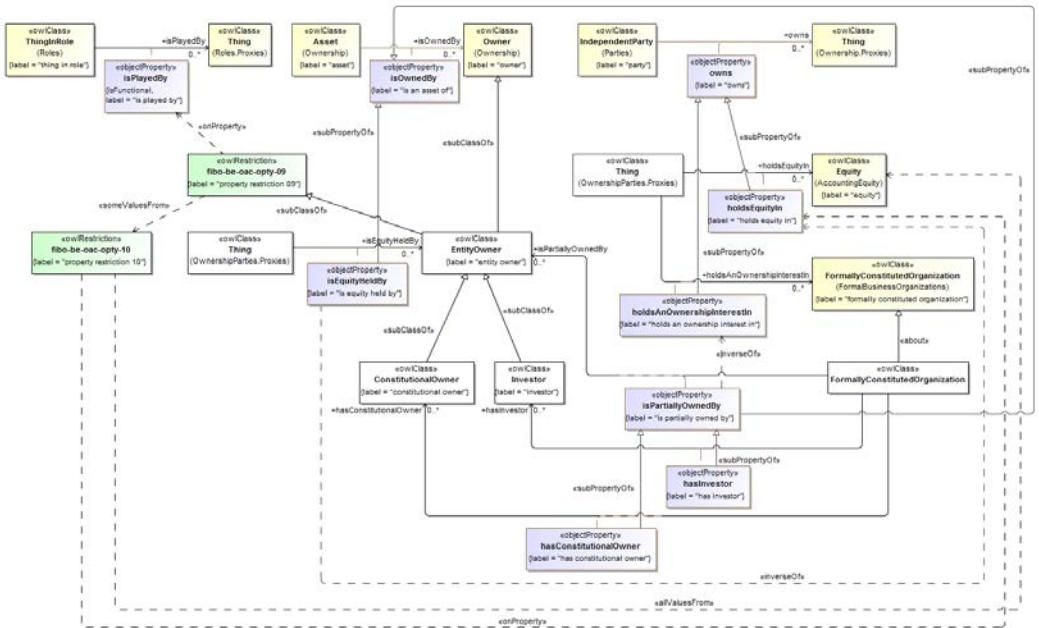 «owlClass»
ThingInRole
(Roles)
{label = "thing in role"}
+isPlayedBy
0..*
«owlClass»
Thing
(Roles.Proxies)
«objectProperty»
isPlayedBy
{isFunctional,
label = "is played by"}
«owlClass»
Asset
(Ownership)
{label = "asset"}
+isOwnedBy
0..*
«owlClass»
Owner
(Ownership)
{label = "owner"}
«objectProperty»
isOwnedBy
{label = "is an asset of"}
«owlClass»
IndependentParty
(Parties)
{label = "party"}
+owns
0..*
«owlClass»
Thing
(Ownership.Proxies)
«objectProperty»
owns
{label = "owns"}
«subPropertyOf»
«onProperty»
«subPropertyOf»
«subClassOf»
«subPropertyOf»
«owlRestriction»
fibo-be-oac-opty-09
{label = "property restriction 09"}
«owlClass»
Thing
(OwnershipParties.Proxies)
+holdsEquityIn
0..*
«owlClass»
Equity
(AccountingEquity)
{label = "equity"}
«objectProperty»
holdsEquityIn
{label = "holds equity in"}
«someValuesFrom»
«subClassOf»
«owlRestriction»
fibo-be-oac-opty-10
{label = "property restriction 10"}
«owlClass»
Thing
(OwnershipParties.Proxies)
+isEquityHeldBy
0..*
«owlClass»
EntityOwner
{label = "entity owner"}
+isPartiallyOwnedBy
0..*
«objectProperty»
isEquityHeldBy
{label = "is equity held by"}
«subPropertyOf»
+holdsAnOwnershipInterestIn
0..*
«owlClass»
FormallyConstitutedOrganization
(FormalBusinessOrganizations)
{label = "formally constituted organization"}
«objectProperty»
holdsAnOwnershipInterestIn
{label = "holds an ownership interest in"}
«subClassOf»
«subClassOf»
«inverseOf»
«about»
«owlClass»
ConstitutionalOwner
{label = "constitutional owner"}
«owlClass»
Investor
{label = "investor"}
«owlClass»
FormallyConstitutedOrganization
«objectProperty»
isPartiallyOwnedBy
{label = "is partially owned by"}
+hasConstitutionalOwner
0..*
+hasInvestor
0..*
«subPropertyOf»
«objectProperty»
hasInvestor
{label = "has investor"}
«subPropertyOf»
«objectProperty»
hasConstitutionalOwner
{label = "has constitutional owner"}
«inverseOf»
«allValuesFrom»
«onProperty»